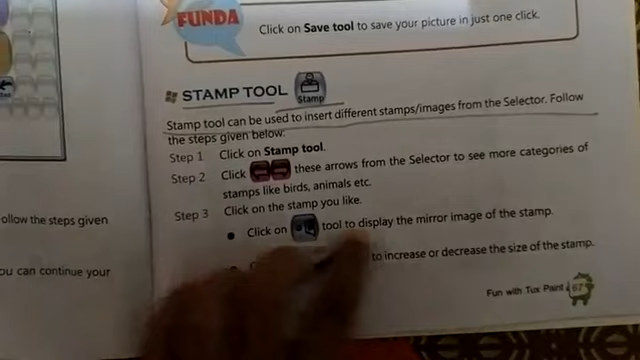 FUNDA
Click on Save tool to save your picture in just one click.
STAMP TOOL
Stamp
Stamp tool can be used to insert different stamps/images from the Selector. Follow
the steps given below:
Step 1 Click on Stamp tool.
Step 2 Click these arrows from the Selector to see more categories of
stamps like birds, animals etc.
Step 3 Click on the stamp you like.
• Click on tool to display the mirror image of the stamp.
to increase or decrease the size of the stamp.
ollow the steps given
ou can continue your
Fun with Tux Paint 67